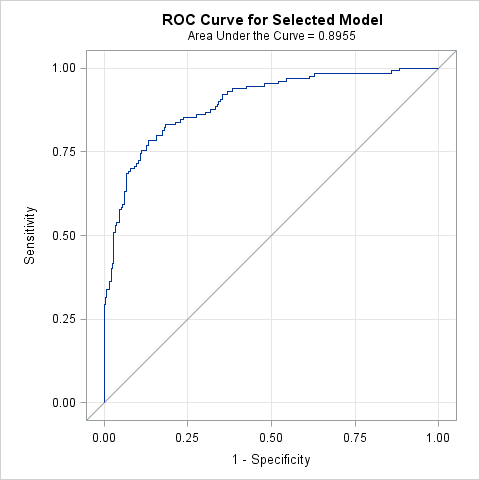 ROC Curve for Selected Model
Area Under the Curve = 0.8955
1.00
0.75
0.50
0.25
0.00
Sensitivity
0.00 0.25 0.50 0.75 1.00
1 - Specificity